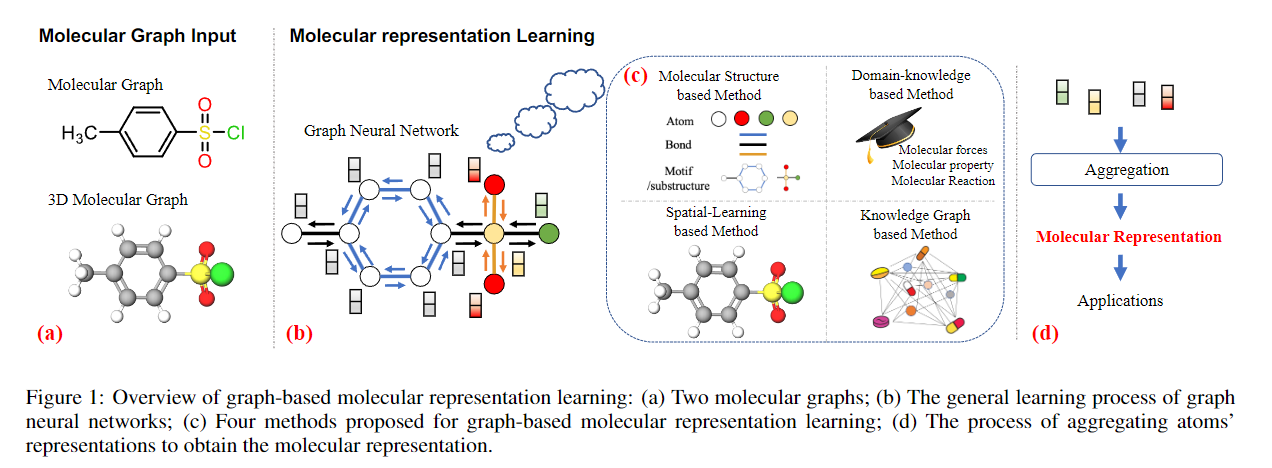 Molecular Graph Input
Molecular representation Learning
Molecular Graph
O
H3C
S
Cl
O
3D Molecular Graph
(a)
Graph Neural Network
(b)
(c)
Molecular Structure
based Method
Atom
Bond
Motif
/substructure
Domain-knowledge
based Method
Molecular forces
Molecular property
Molecular Reaction
Spatial-Learning
based Method
Knowledge Graph
based Method
Aggregation
Molecular Representation
Applications
(d)
Figure 1: Overview of graph-based molecular representation learning: (a) Two molecular graphs; (b) The general learning process of graph
neural networks; (c) Four methods proposed for graph-based molecular representation learning; (d) The process of aggregating atoms’
representations to obtain the molecular representation.